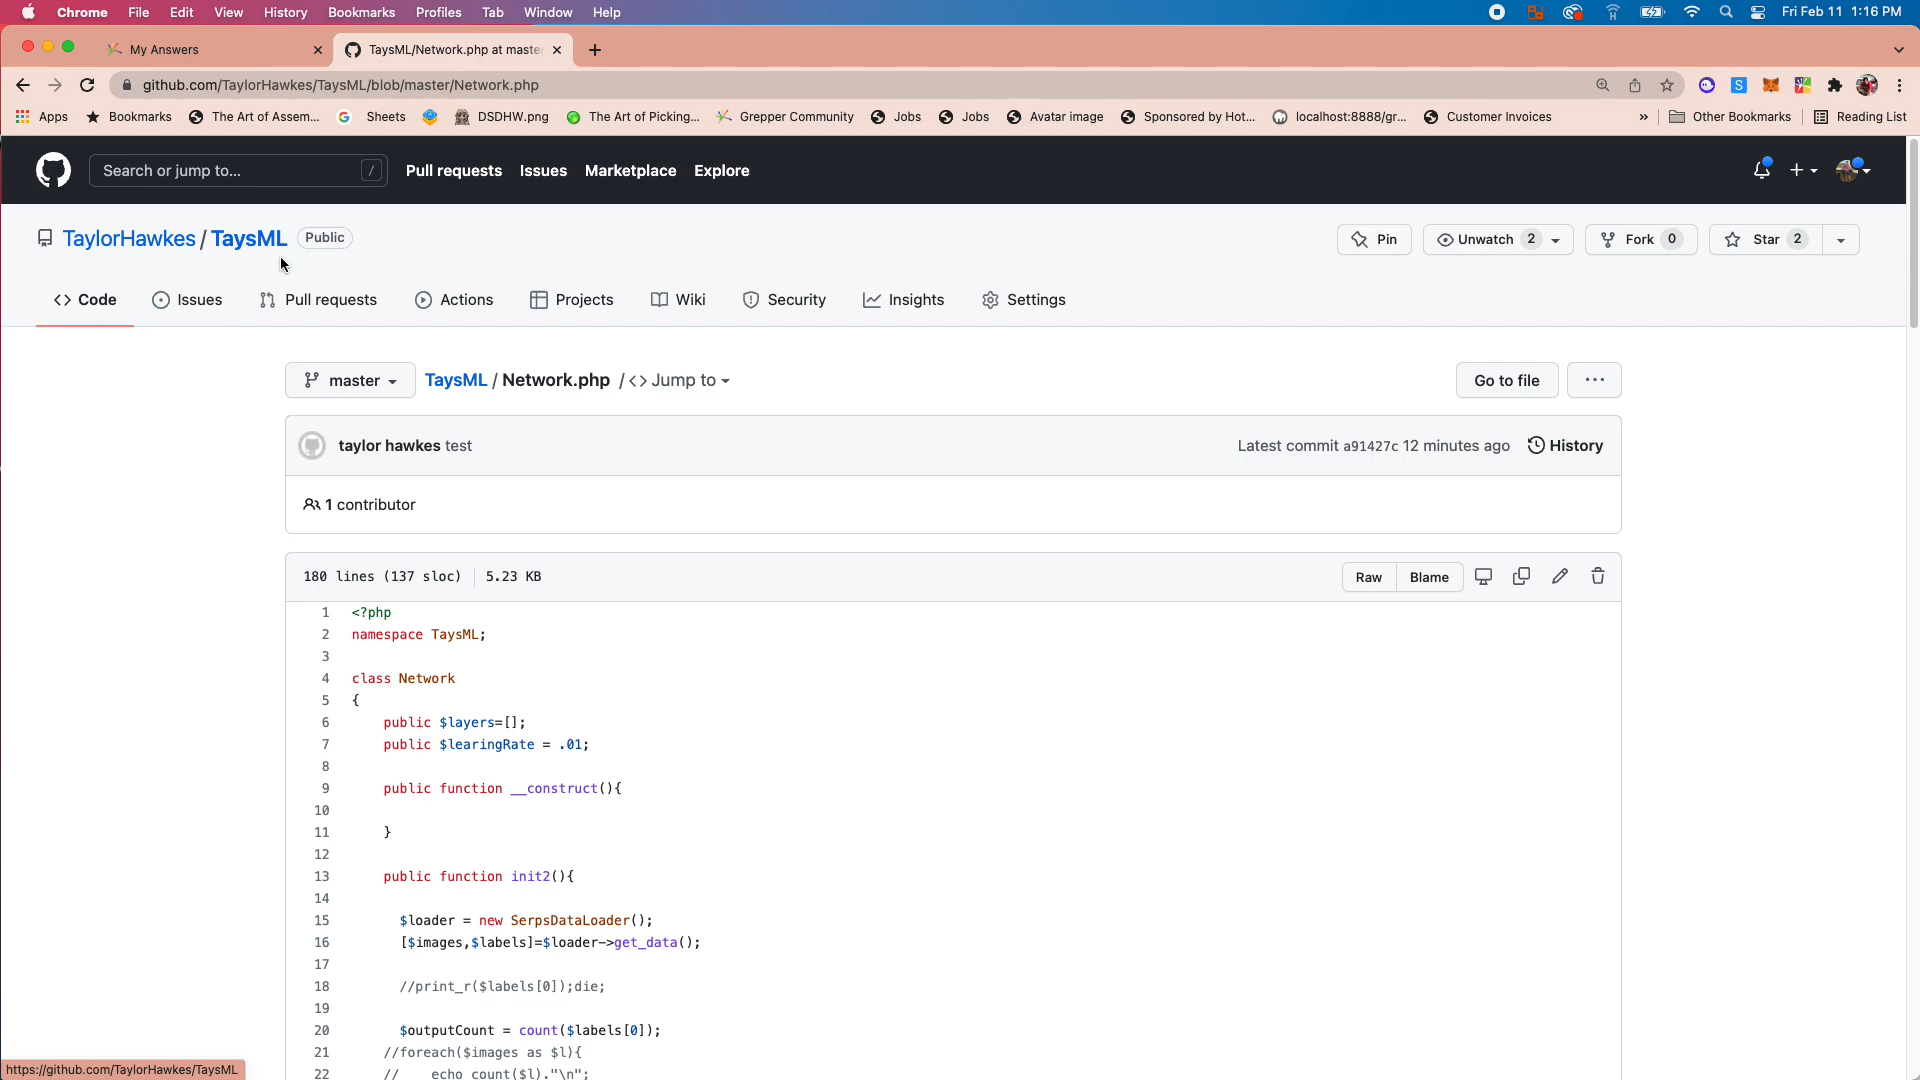 Chrome File Edit View History Bookmarks Profiles Tab Window Help Fri Feb 11 1:16 PM
My Answers TaysML/Network.php at maste
github.com/TaylorHawkes/TaysML/blob/master/Network.php
Apps Bookmarks The Art of Assem... Sheets DSDHW.png The Art of Picking... Grepper Community Jobs Jobs Avatar image Sponsored by Hot... localhost:8888/gr... Customer Invoices » Other Bookmarks Reading List
Search or jump to... / Pull requests Issues Marketplace Explore
TaylorHawkes / TaysML Public Pin Unwatch 2 Fork 0 Star 2
Code Issues Pull requests Actions Projects Wiki Security Insights Settings
master TaysML / Network.php / <> Jump to Go to file ...
taylor hawkes test Latest commit a91427c 12 minutes ago History
1 contributor
180 lines (137 sloc) 5.23 KB Raw Blame
1 <?php
2 namespace TaysML;
3
4 class Network
5 {
6 public $layers=[];
7 public $learingRate = .01;
8
9 public function __construct(){
10
11 }
12
13 public function init2(){
14
15 $loader = new SerpsDataLoader();
16 [$images,$labels]=$loader->get_data();
17
18 //print_r($labels[0]);die;
19
20 $outputCount = count($labels[0]);
21 //foreach($images as $l){
22 // echo count($l)."\n";
https://github.com/TaylorHawkes/TaysML